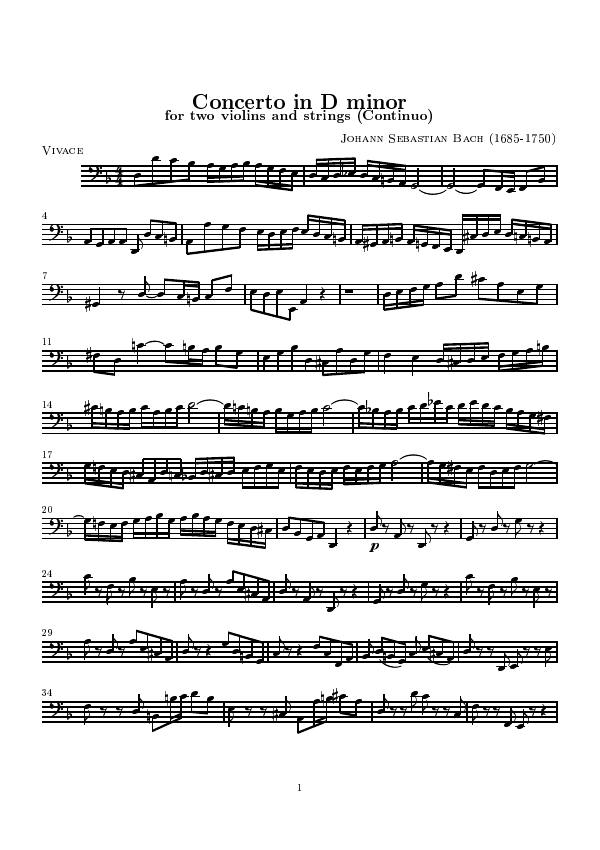 Concerto in D minor
for two violins and strings (Continuo)
Johann Sebastian Bach (1685-1750)
Vivace
4
7
11
14
17
20
p
24
29
34
1